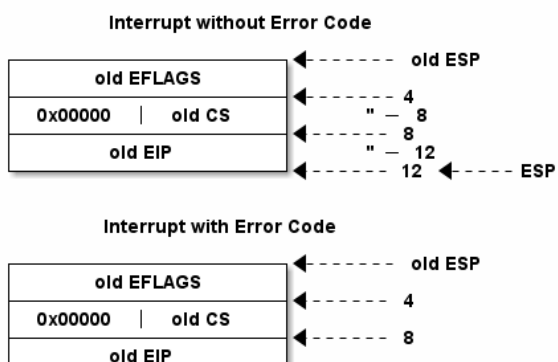 Interrupt without Error Code
old ESP
old EFLAGS
4
0x00000 | old CS
" — 8
8
old EIP
" — 12
12
ESP
Interrupt with Error Code
old ESP
old EFLAGS
4
0x00000 | old CS
8
old EIP